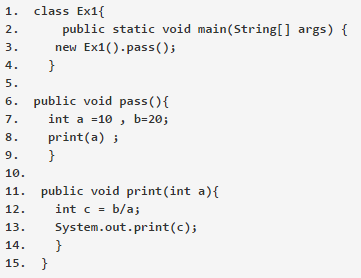 1. class Ex1{
2. public static void main(String[] args) {
3. new Ex1().pass();
4. }
5.
6. public void pass(){
7. int a =10 , b=20;
8. print(a) ;
9. }
10.
11. public void print(int a){
12. int c = b/a;
13. System.out.print(c);
14. }
15. }